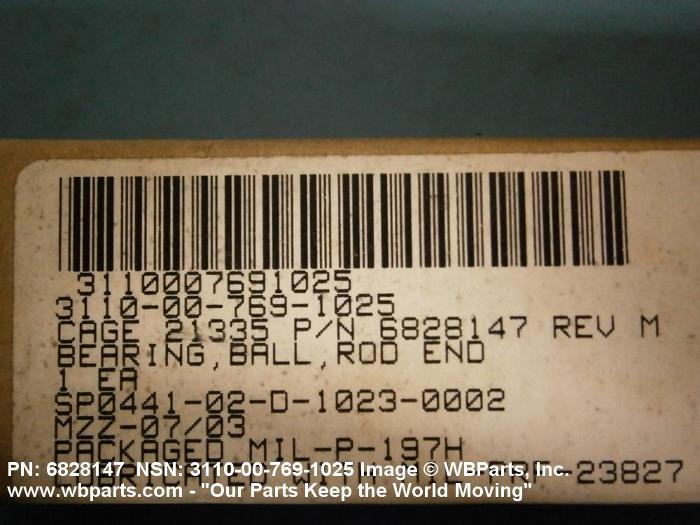 3110007691025
3110-00-769-1025
CAGE 21335 P/N 6828147 REV M
BEARING,BALL,ROD END
1 EA
SP0441-02-D-1023-0002
MZZ-07/03
PACKAGED MIL-P-197H
PN: 6828147 NSN: 3110-00-769-1025 Image © WBParts, Inc.
23827
www.wbparts.com - "Our Parts Keep the World Moving"